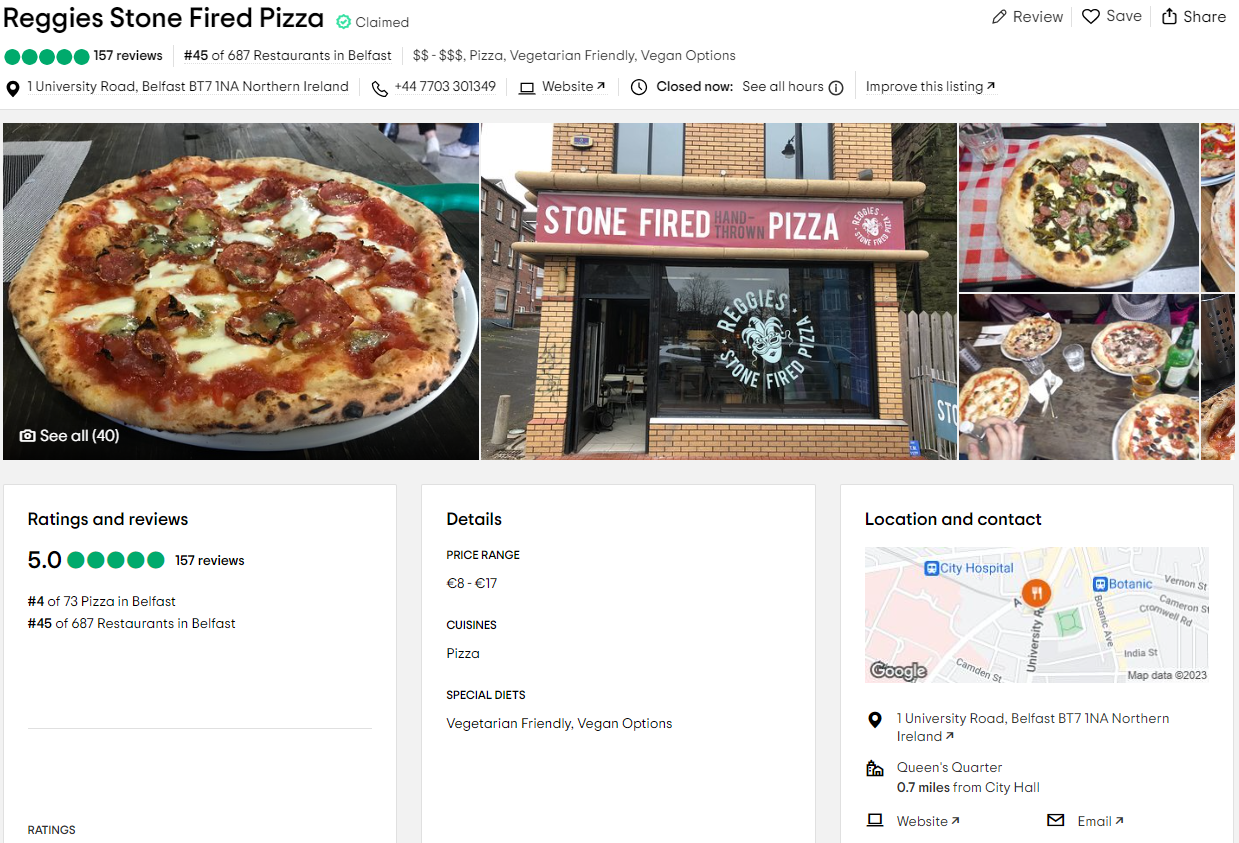 Reggies Stone Fired Pizza Claimed
Review Save Share
157 reviews #45 of 687 Restaurants in Belfast $$ - $$$, Pizza, Vegetarian Friendly, Vegan Options
1 University Road, Belfast BT7 1NA Northern Ireland +44 7703 301349 Website Closed now: See all hours Improve this listing
STONE FIRED HAND-THROWN PIZZA
REGGIES STONE FIRED PIZZA
REGGIES STONE FIRED PIZZA
STO
See all (40)
Ratings and reviews
5.0 157 reviews
#4 of 73 Pizza in Belfast
#45 of 687 Restaurants in Belfast
RATINGS
Details
PRICE RANGE
€8 - €17
CUISINES
Pizza
SPECIAL DIETS
Vegetarian Friendly, Vegan Options
Location and contact
City Hospital
Botanic
Vernon St
Cameron St
Cromwell Rd
University R
Botanic Ave
India St
Camden St
Google
Map data ©2023
1 University Road, Belfast BT7 1NA Northern
Ireland
Queen's Quarter
0.7 miles from City Hall
Website Email